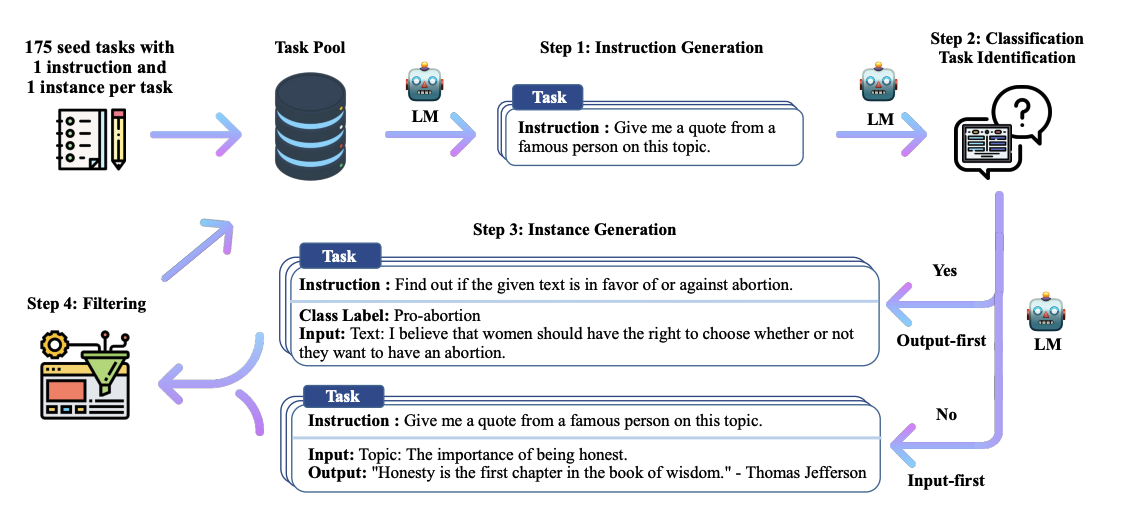 175 seed tasks with
1 instruction and
1 instance per task
Task Pool
LM
Step 1: Instruction Generation
Task
Instruction : Give me a quote from a
famous person on this topic.
LM
Step 2: Classification
Task Identification
Step 3: Instance Generation
Task
Instruction : Find out if the given text is in favor of or against abortion.
Class Label: Pro-abortion
Input: Text: I believe that women should have the right to choose whether or not
they want to have an abortion.
Yes
Output-first
LM
Task
Instruction : Give me a quote from a famous person on this topic.
Input: Topic: The importance of being honest.
Output: "Honesty is the first chapter in the book of wisdom." - Thomas Jefferson
No
Input-first
Step 4: Filtering